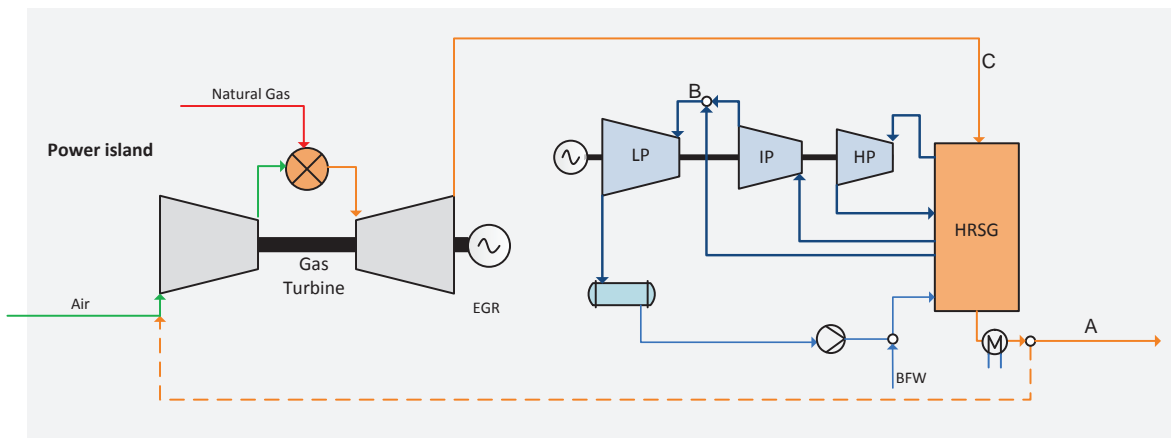 Natural Gas
Power island
Air
Gas
Turbine
EGR
B
LP
IP
HP
C
HRSG
M
A
BFW